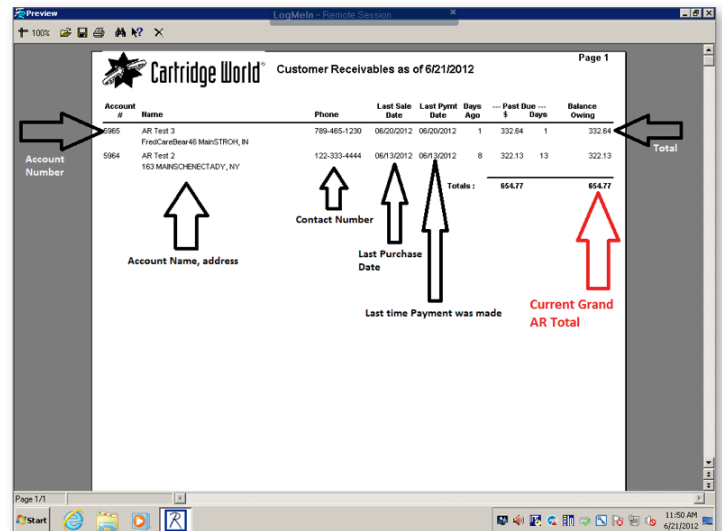 Preview
LogMeIn - Remote Session
100%
Page 1
Cartridge World® Customer Receivables as of 6/21/2012
Account Last Sale Last Pymt Days --- Past Due --- Balance
# Name Phone Date Date Ago $ Days Owing
5965 AR Test 3 789-465-1230 06/20/2012 06/20/2012 1 332.64 1 332.64
FredCareBear46 MainSTROH, IN
5964 AR Test 2 122-333-4444 06/13/2012 06/13/2012 8 322.13 13 322.13
163 MAINSCHENECTADY, NY
Totals : 654.77 654.77
Account
Number
Total
Contact Number
Account Name, address
Last Purchase
Date
Last time Payment was made
Current Grand
AR Total
Page 1/1
Start
11:50 AM
6/21/2012